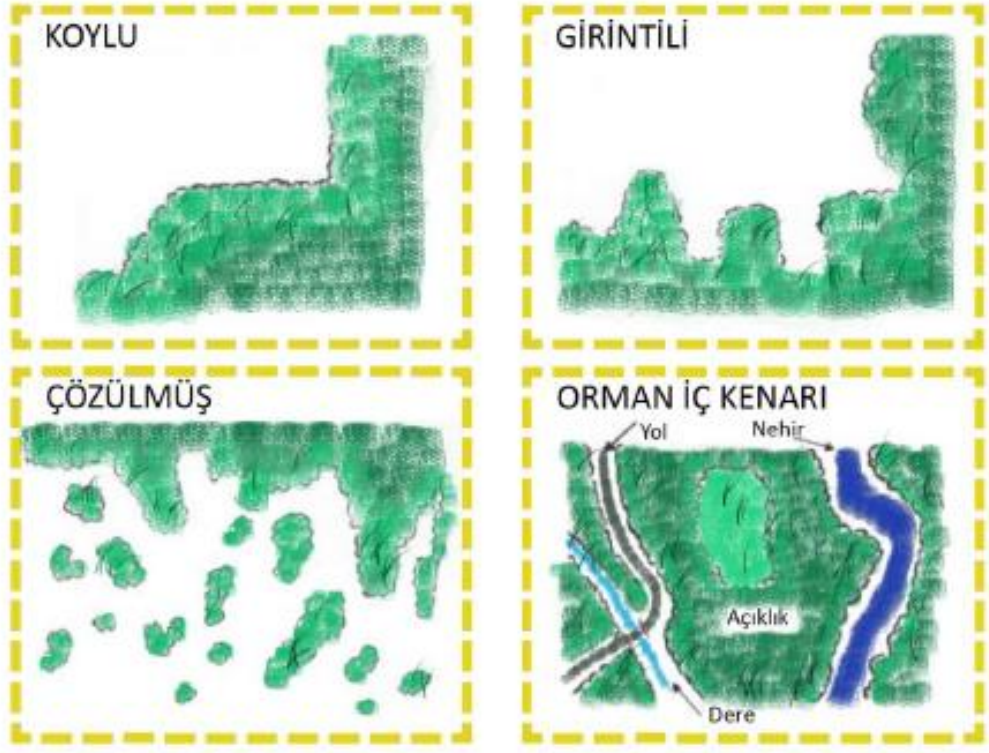 KOYLU
GİRİNTİLİ
ÇÖZÜLMÜŞ
ORMAN İÇ KENARI
Yol
Nehir
Açıklık
Dere